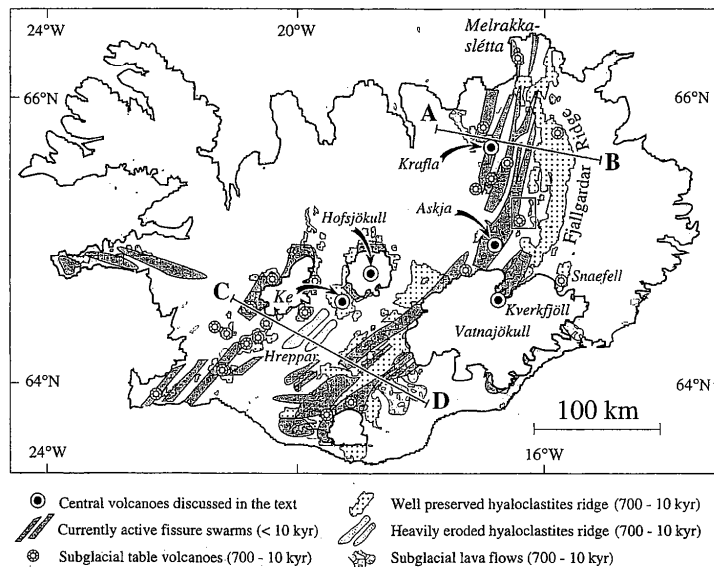 24°W
20°W
Melrakka-
slétta
16°W
66°N
66°N
A
B
Krafla
Fjallgardar Ridge
Askja
Hofsjökull
Snaefell
C
Ke
Kverkfjöll
Vatnajökull
Hreppar
64°N
64°N
D
100 km
24°W
16°W
Central volcanoes discussed in the text
Well preserved hyaloclastites ridge (700 - 10 kyr)
Currently active fissure swarms (< 10 kyr)
Heavily eroded hyaloclastites ridge (700 - 10 kyr)
Subglacial table volcanoes (700 - 10 kyr)
Subglacial lava flows (700 - 10 kyr)